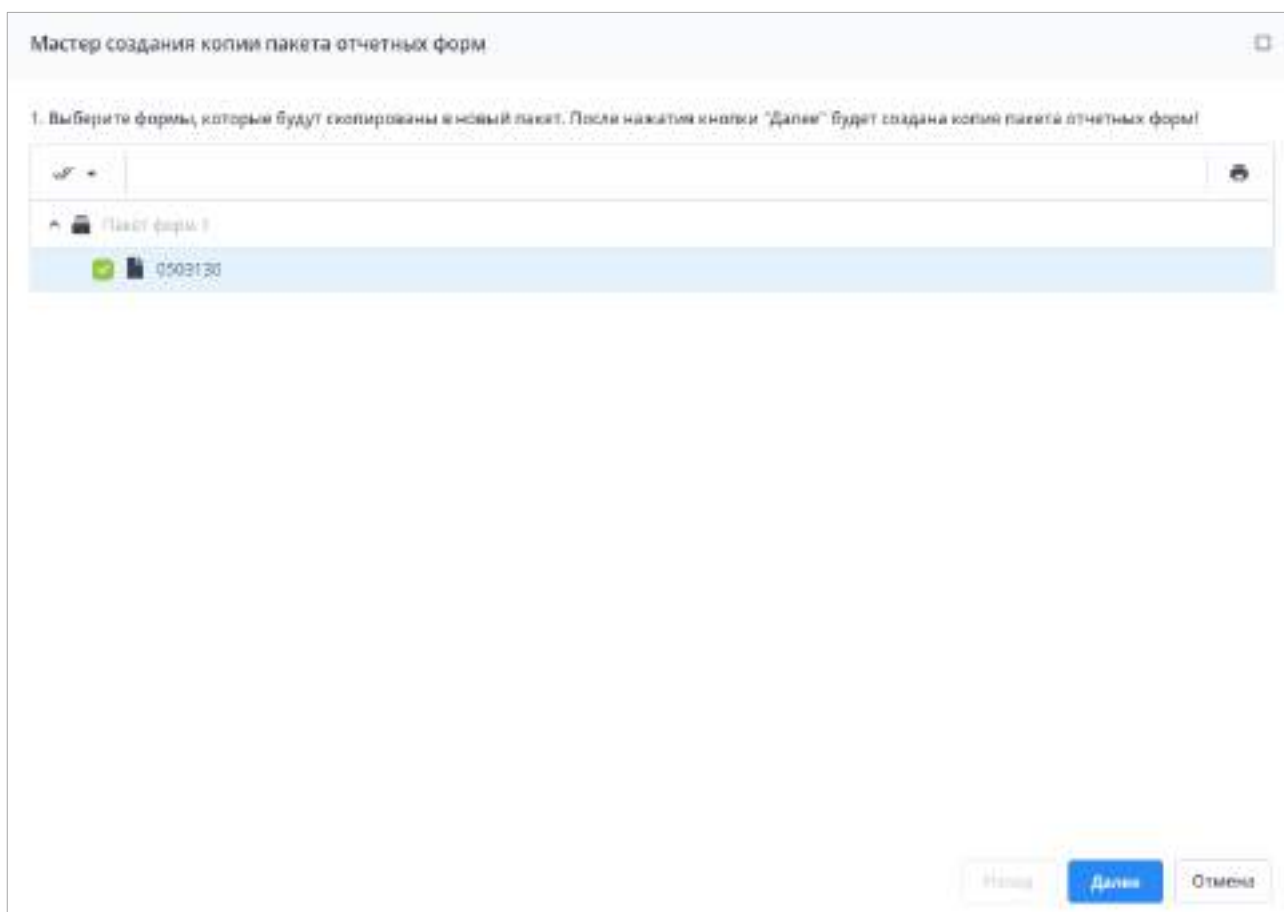 Мастер создания копии пакета отчетных форм
1. Выберите формы, которые будут скопированы в новый пакет. После нажатия кнопки "Далее" будет создана копия пакета отчетных форм!
Пакет форм 1
0503130
Назад Далее Отмена